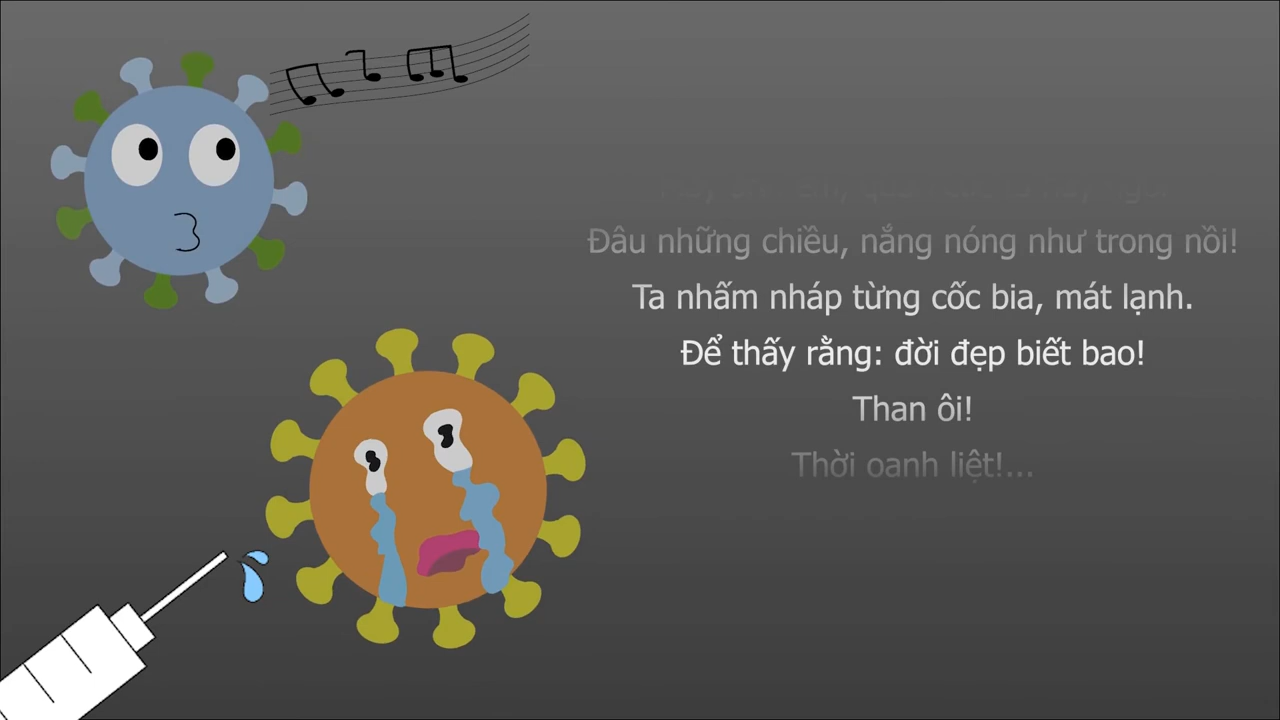 Đâu những chiều, nắng nóng như trong nồi!
Ta nhấm nháp từng cốc bia, mát lạnh.
Để thấy rằng: đời đẹp biết bao!
Than ôi!
Thời oanh liệt!...